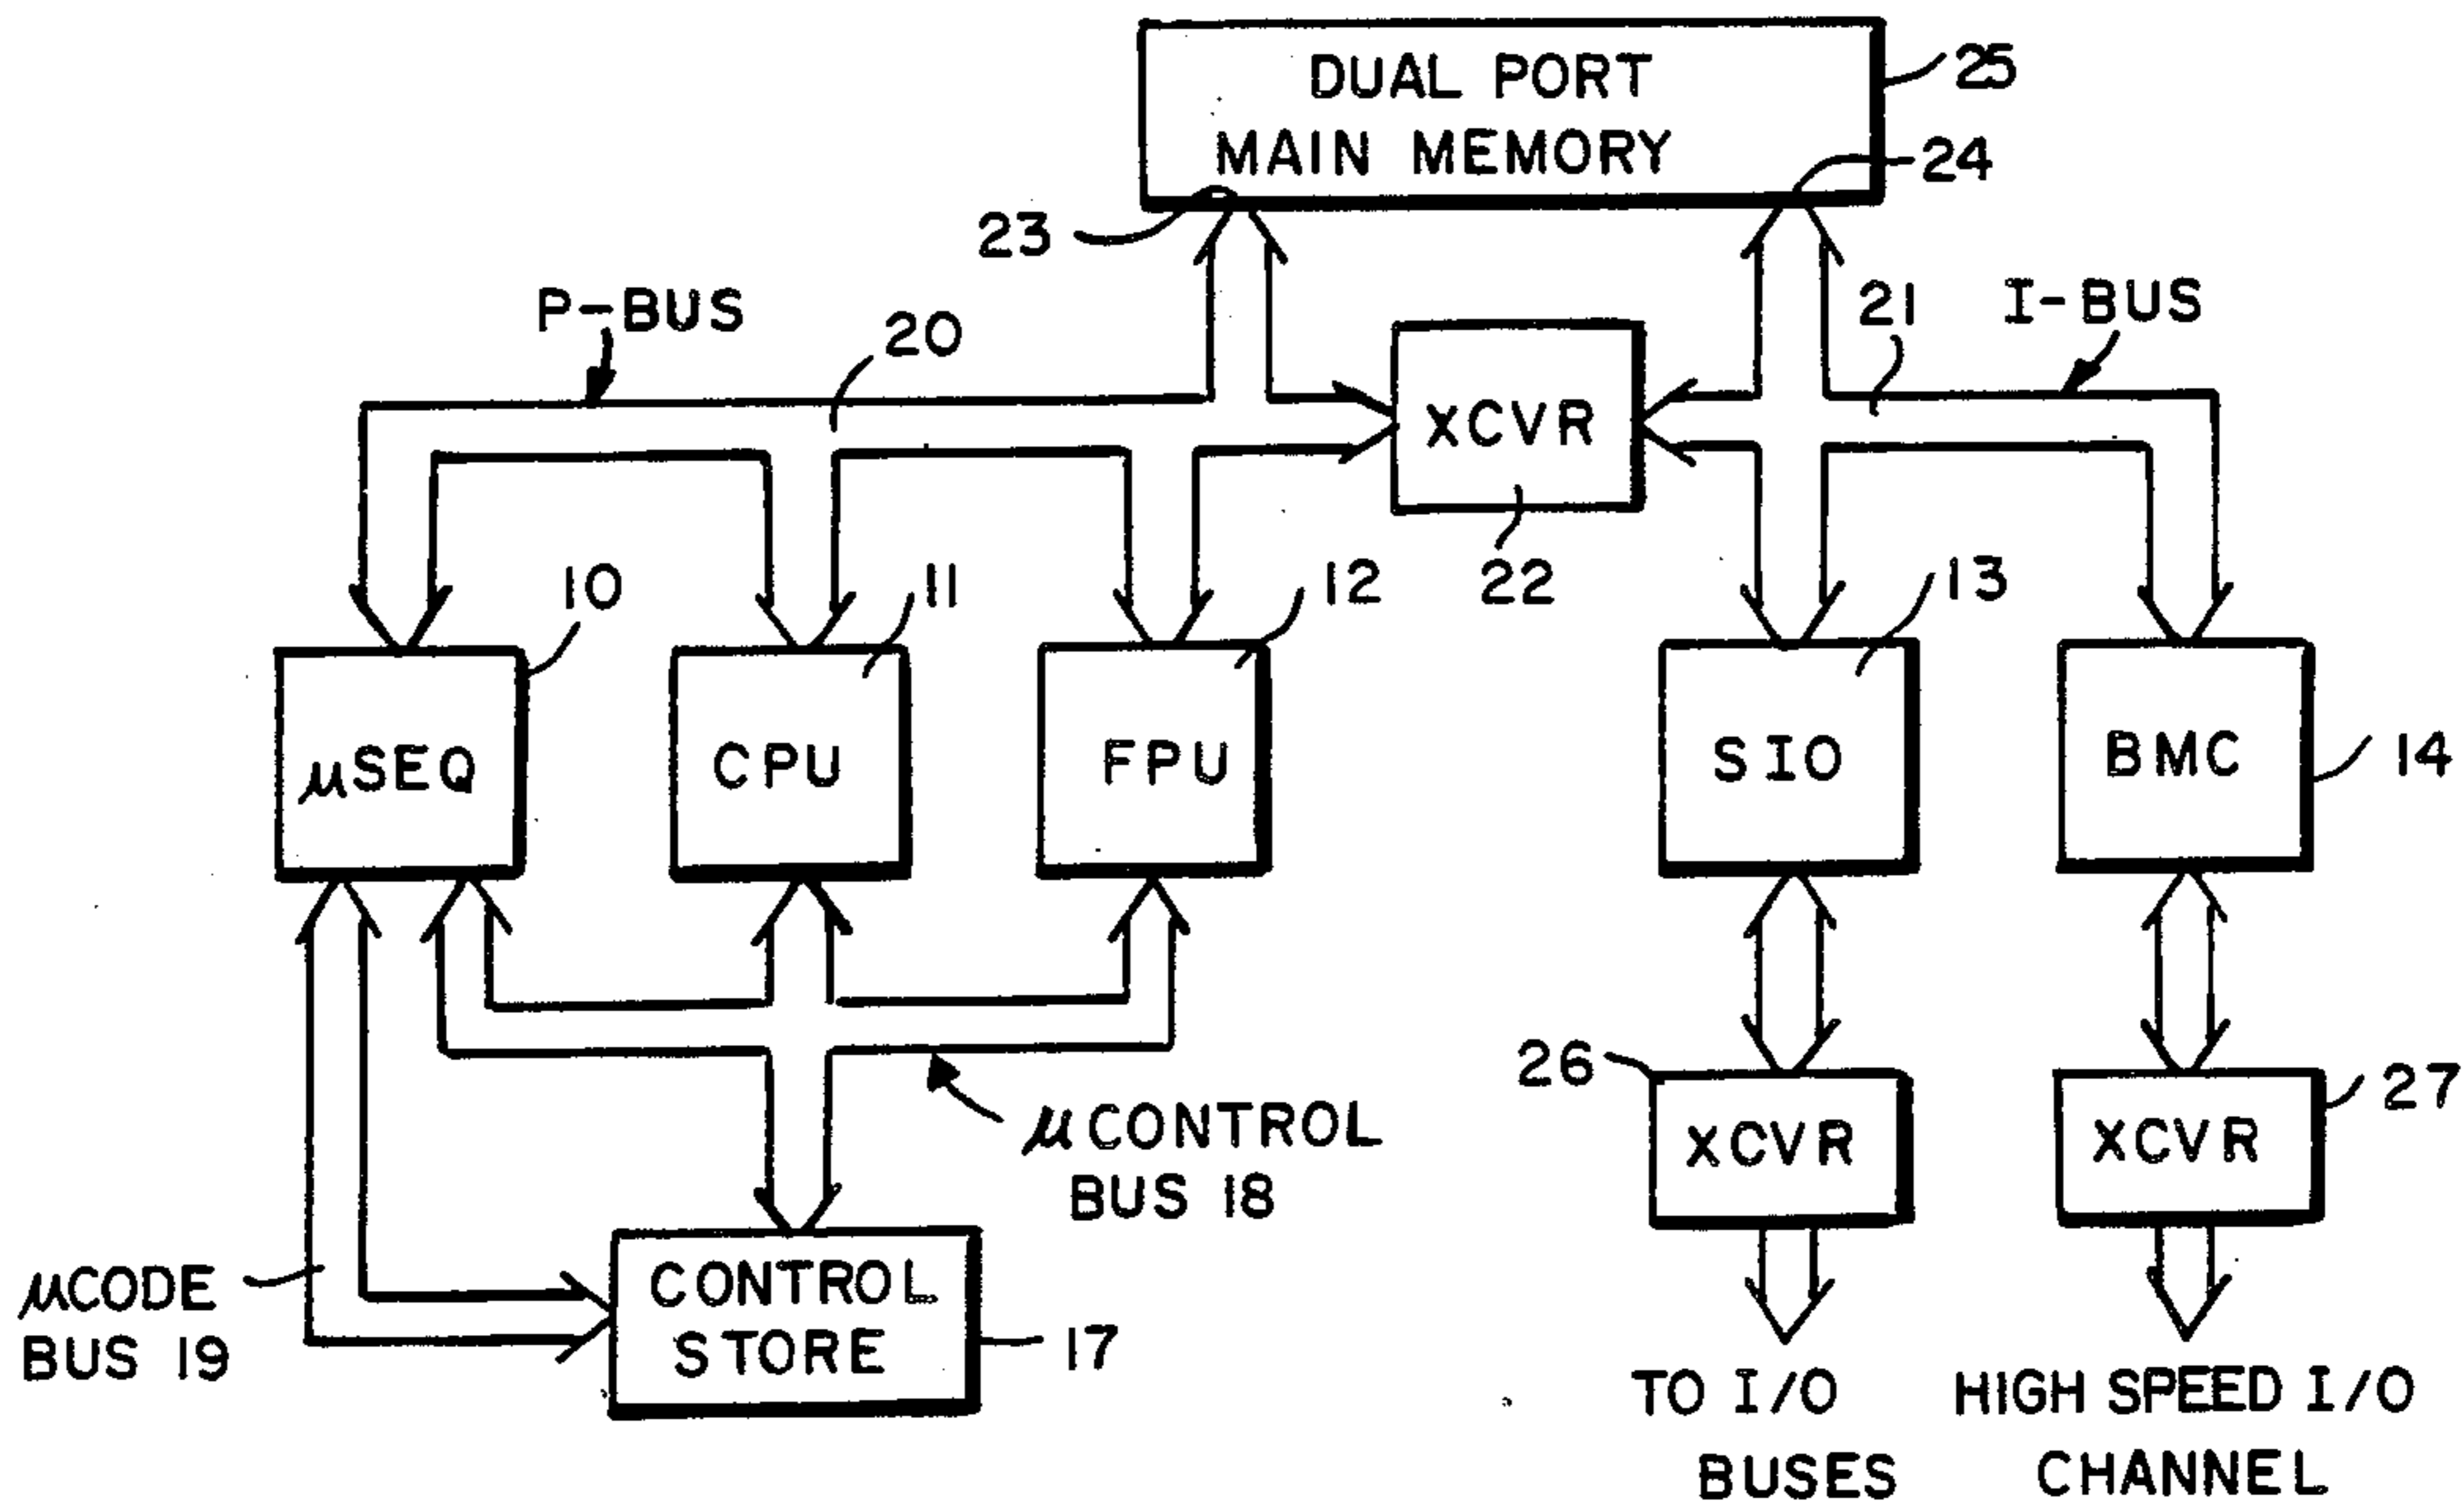 DUAL PORT
MAIN MEMORY
25
24
23
P-BUS
20
21
I-BUS
XCVR
22
10
11
12
13
14
μSEQ
CPU
FPU
SIO
BMC
μCONTROL
BUS 18
26
XCVR
27
XCVR
μCODE
BUS 19
CONTROL
STORE
17
TO I/O
BUSES
HIGH SPEED I/O
CHANNEL